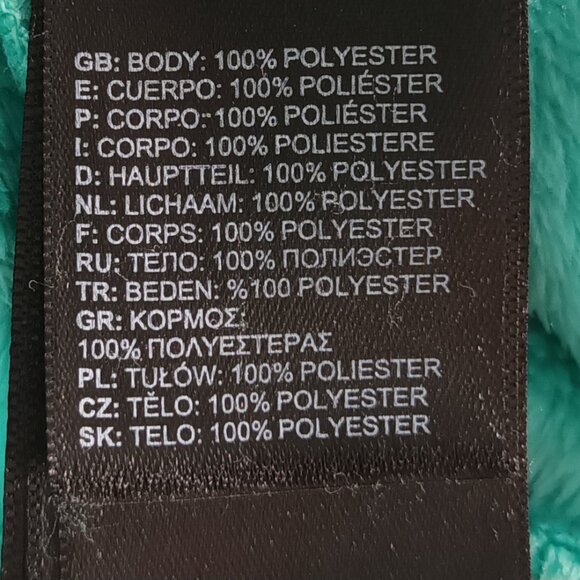 GB: BODY: 100% POLYESTER
E: CUERPO: 100% POLIÉSTER
P: CORPO: 100% POLIÉSTER
I: CORPO: 100% POLIESTERE
D: HAUPTTEIL: 100% POLYESTER
NL: LICHAAM: 100% POLYESTER
F: CORPS: 100% POLYESTER
RU: ТЕЛО: 100% ПОЛИЭСТЕР
TR: BEDEN: %100 POLYESTER
GR: ΚΟΡΜΟΣ:
100% ΠΟΛΥΕΣΤΕΡΑΣ
PL: TUŁÓW: 100% POLIESTER
CZ: TĚLO: 100% POLYESTER
SK: TELO: 100% POLYESTER